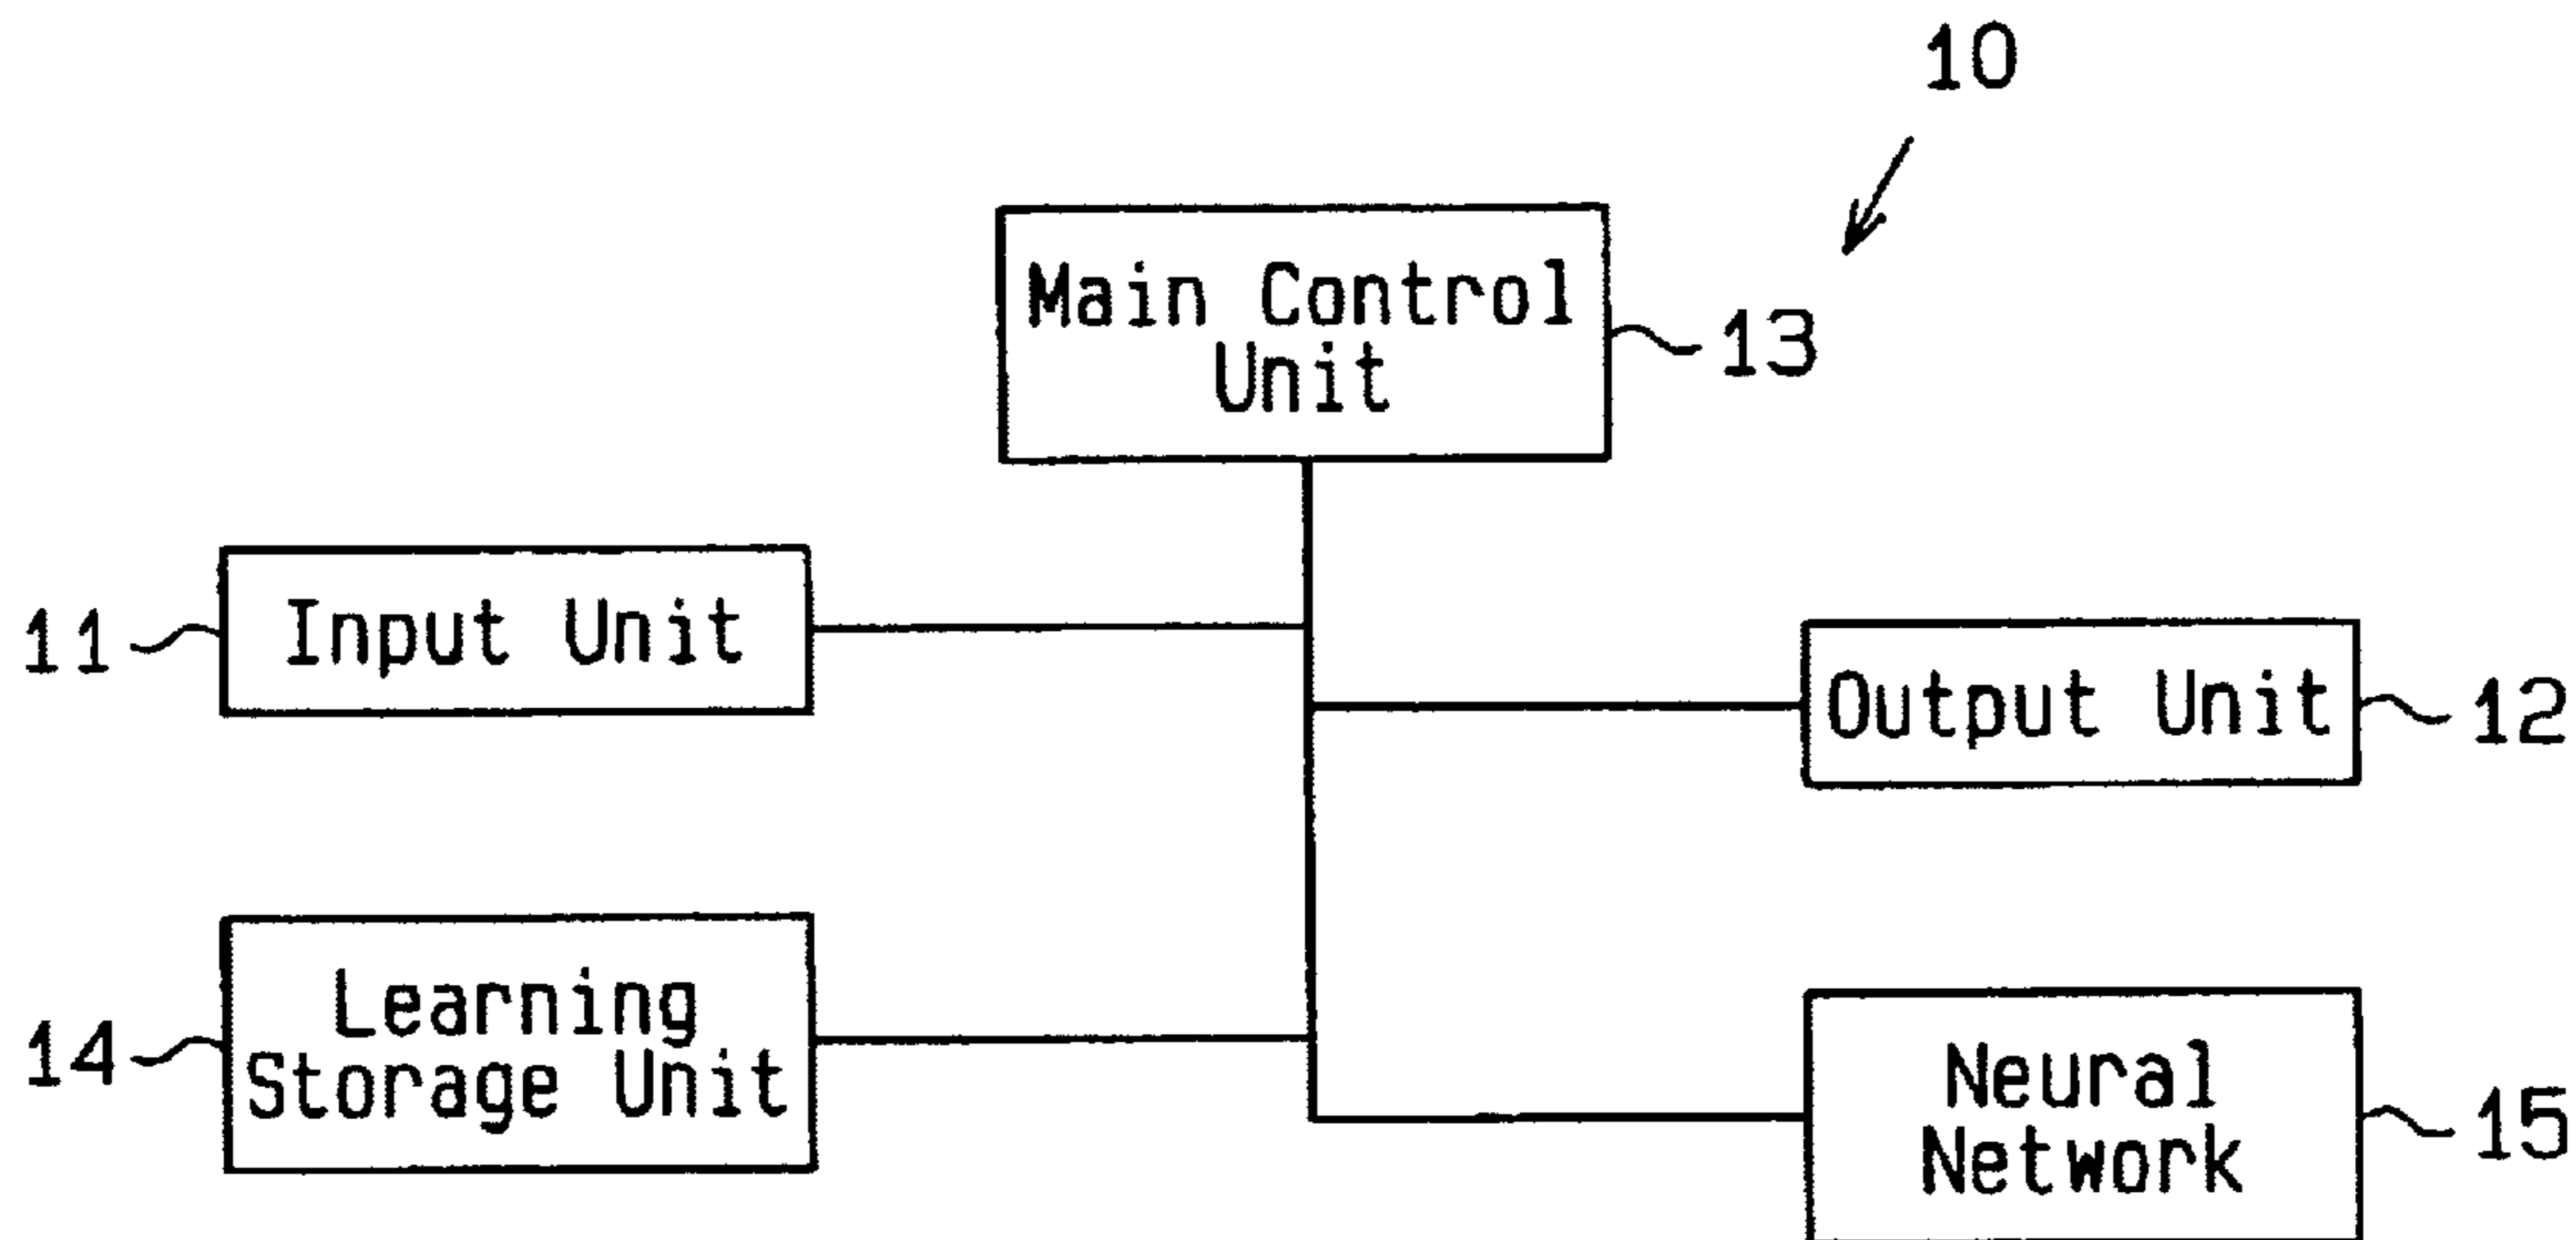 10
Main Control
Unit
13
11
Input Unit
Output Unit
12
14
Learning
Storage Unit
Neural
Network
15